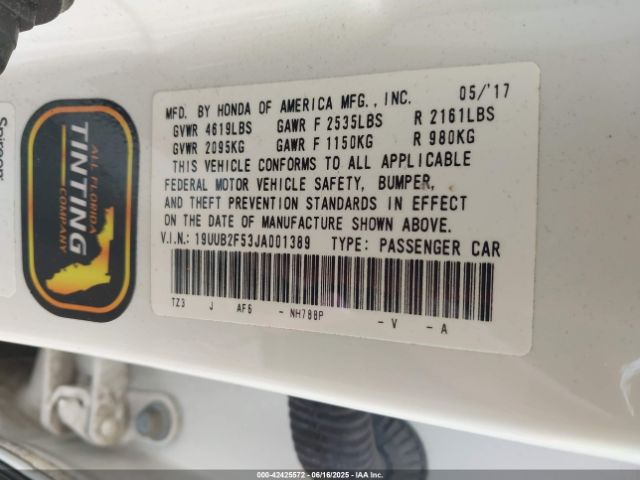 MFD. BY HONDA OF AMERICA MFG., INC. 05/'17
GVWR 4619LBS GAWR F 2535LBS R 2161LBS
GVWR 2095KG GAWR F 1150KG R 980KG
THIS VEHICLE CONFORMS TO ALL APPLICABLE
FEDERAL MOTOR VEHICLE SAFETY, BUMPER,
AND THEFT PREVENTION STANDARDS IN EFFECT
ON THE DATE OF MANUFACTURE SHOWN ABOVE.
V.I.N.: 19UUB2F53JA001389 TYPE: PASSENGER CAR
TZ3 J AF5 - NH788P - V - A
ALL FLORIDA
TINTING
COMPANY
000-42425572 - 06/16/2025 - IAA Inc.